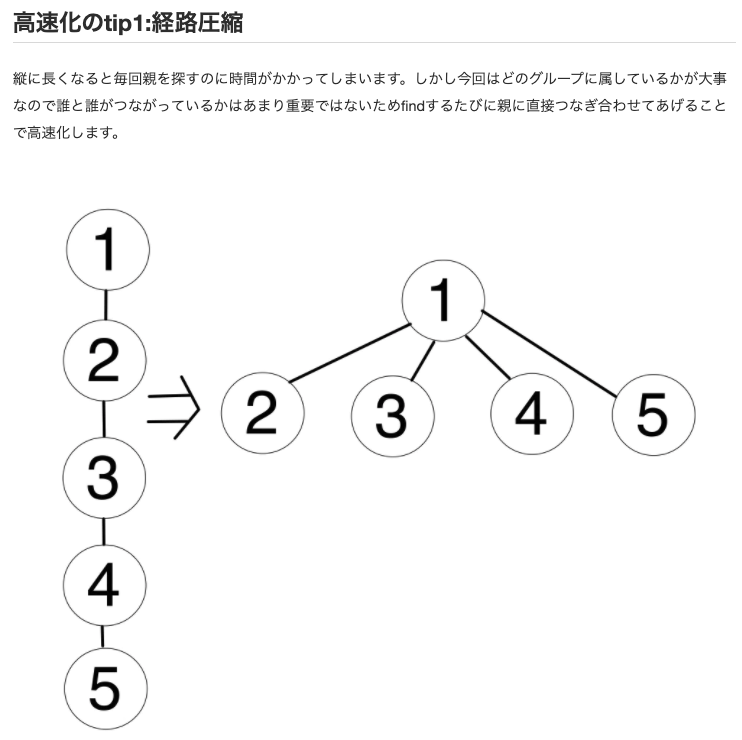 高速化のtip1:経路圧縮
縦に長くなると毎回親を探すのに時間がかかってしまいます。しかし今回はどのグループに属しているかが大事
なので誰と誰がつながっているかはあまり重要ではないためfindするたびに親に直接つなぎ合わせてあげること
で高速化します。
1
2
3
4
5
1
2
3
4
5